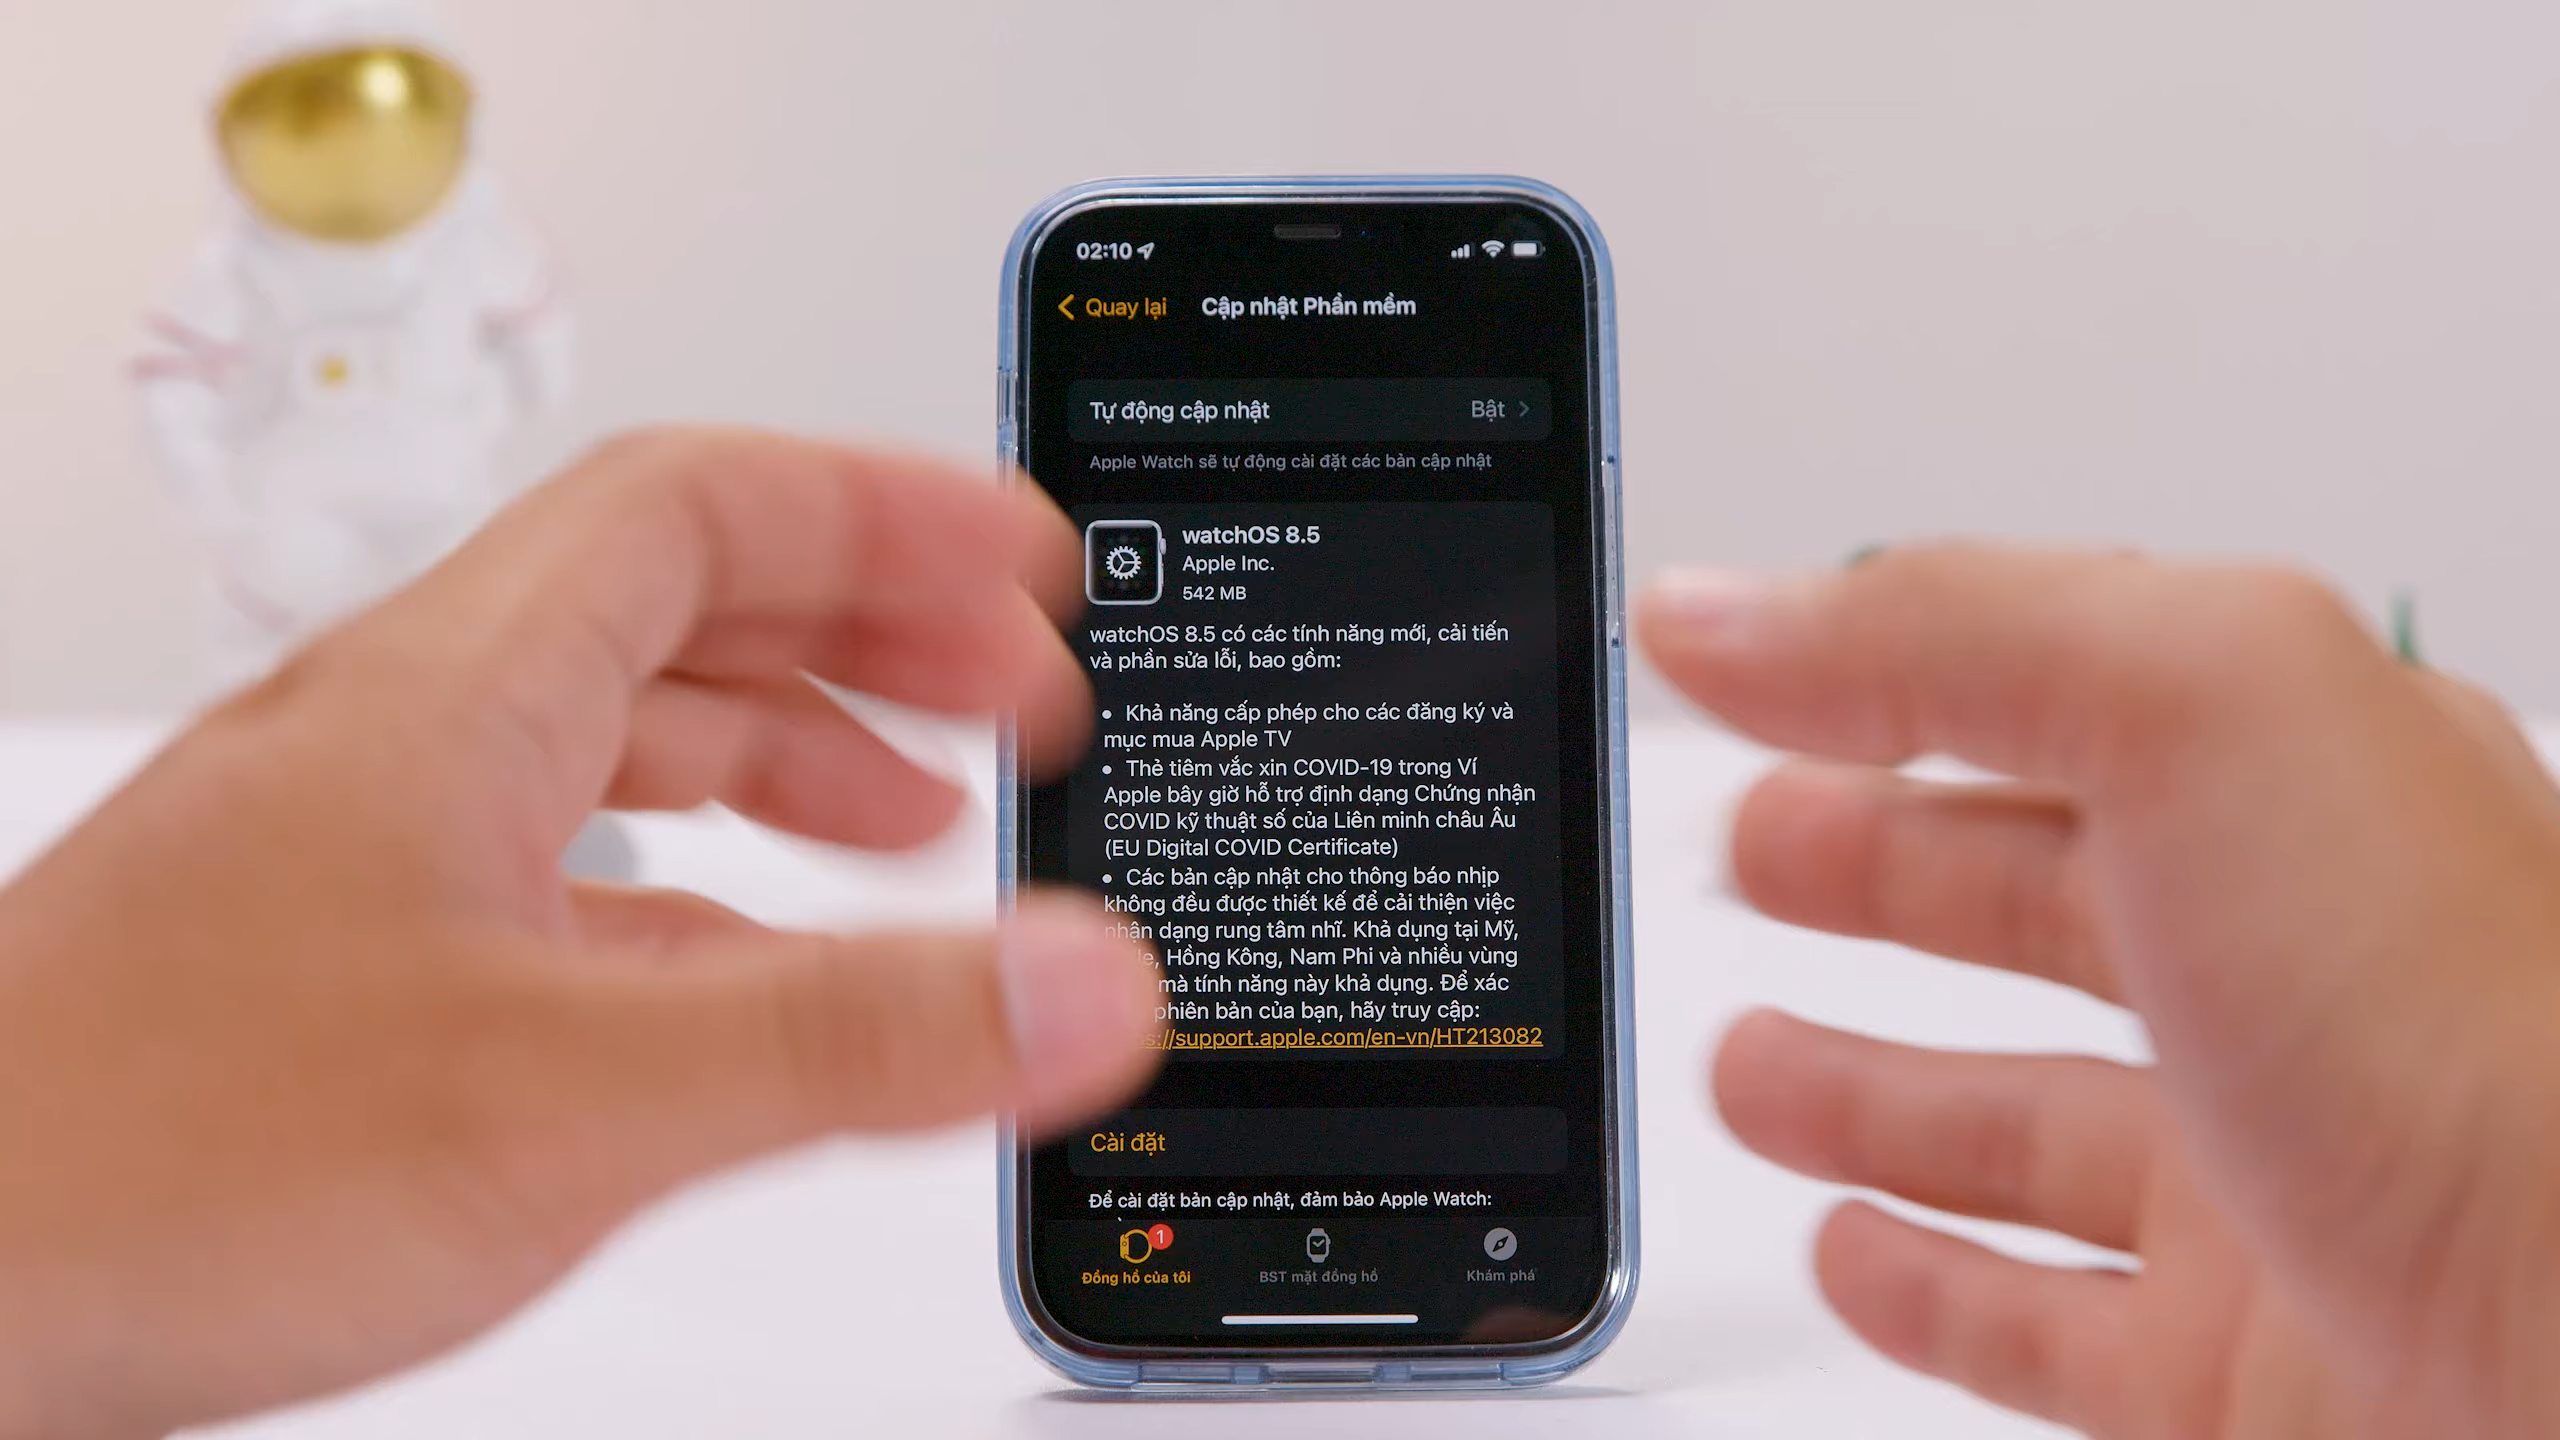 02:10
Quay lại
Cập nhật Phần mềm
Tự động cập nhật
Bật
Apple Watch sẽ tự động cài đặt các bản cập nhật
watchOS 8.5
Apple Inc.
542 MB
watchOS 8.5 có các tính năng mới, cải tiến
và phần sửa lỗi, bao gồm:
• Khả năng cấp phép cho các đăng ký và
mục mua Apple TV
• Thẻ tiêm vắc xin COVID-19 trong Ví
Apple bây giờ hỗ trợ định dạng Chứng nhận
COVID kỹ thuật số của Liên minh châu Âu
(EU Digital COVID Certificate)
• Các bản cập nhật cho thông báo nhịp
không đều được thiết kế để cải thiện việc
nhận dạng rung tâm nhĩ. Khả dụng tại Mỹ,
Hồng Kông, Nam Phi và nhiều vùng
mà tính năng này khả dụng. Để xác
phiên bản của bạn, hãy truy cập:
s://support.apple.com/en-vn/HT213082
Cài đặt
Để cài đặt bản cập nhật, đảm bảo Apple Watch:
1
Đồng hồ của tôi
BST mặt đồng hồ
Khám phá